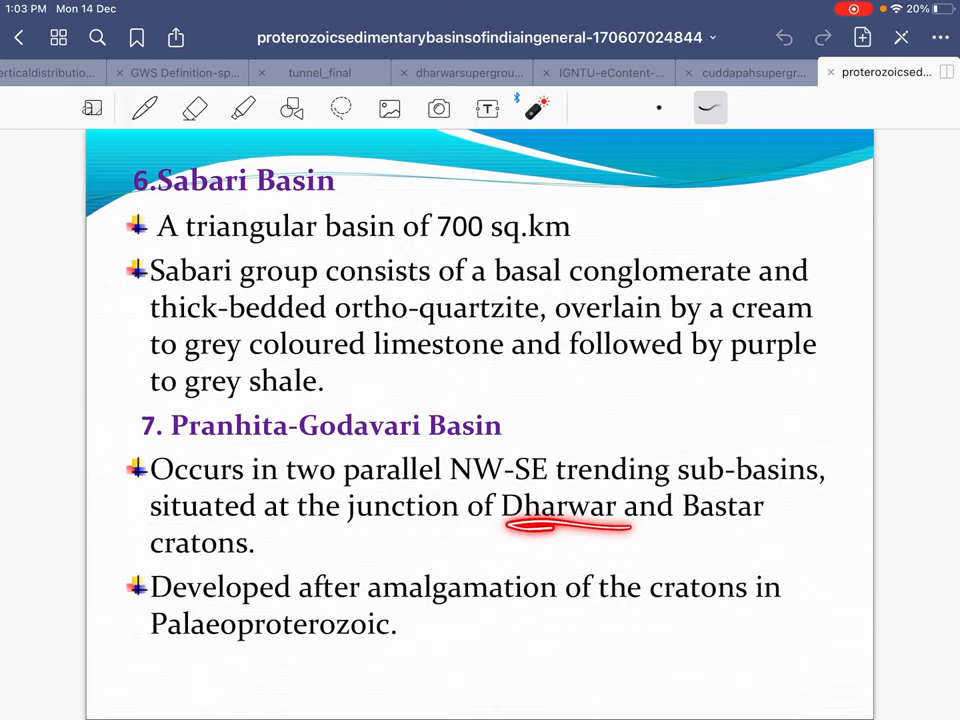 1:03 PM Mon 14 Dec
20%
proterozoicsedimentarybasinsofindiaingeneral-170607024844
erticaldistributio...
GWS Definition-sp...
tunnel_final
dharwarsupergrou...
IGNTU-eContent-...
cuddapahsupergr...
proterozoicsed...
6.Sabari Basin
A triangular basin of 700 sq.km
Sabari group consists of a basal conglomerate and
thick-bedded ortho-quartzite, overlain by a cream
to grey coloured limestone and followed by purple
to grey shale.
7. Pranhita-Godavari Basin
Occurs in two parallel NW-SE trending sub-basins,
situated at the junction of Dharwar and Bastar
cratons.
Developed after amalgamation of the cratons in
Palaeoproterozoic.